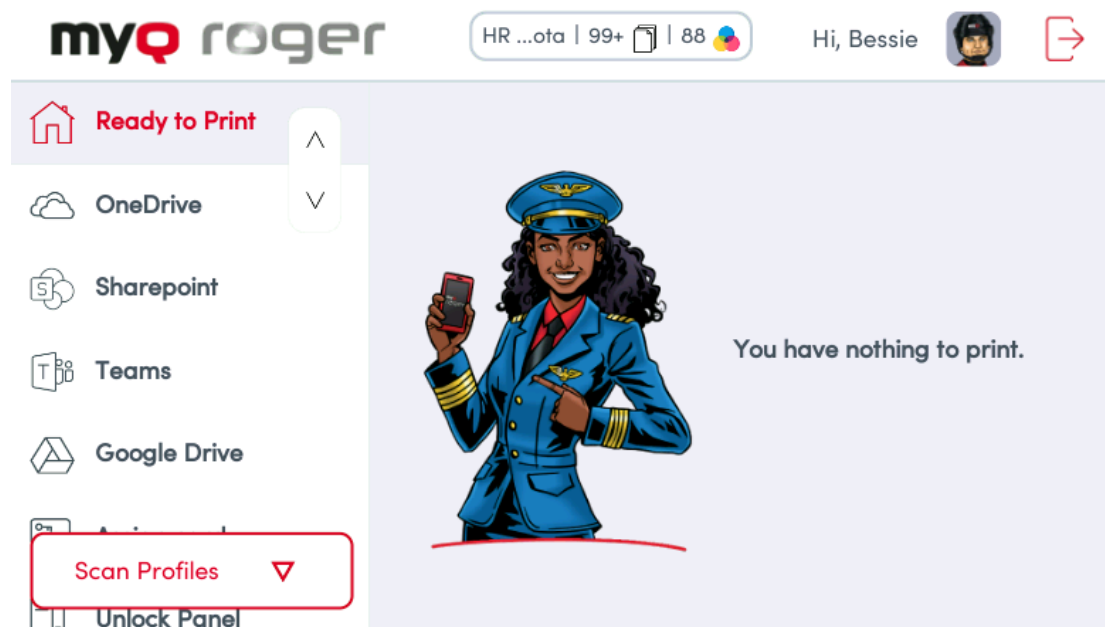 myQ roger
HR ...ota | 99+ | 88
Hi, Bessie
Ready to Print
OneDrive
Sharepoint
Teams
Google Drive
Scan Profiles
Unlock Panel
You have nothing to print.